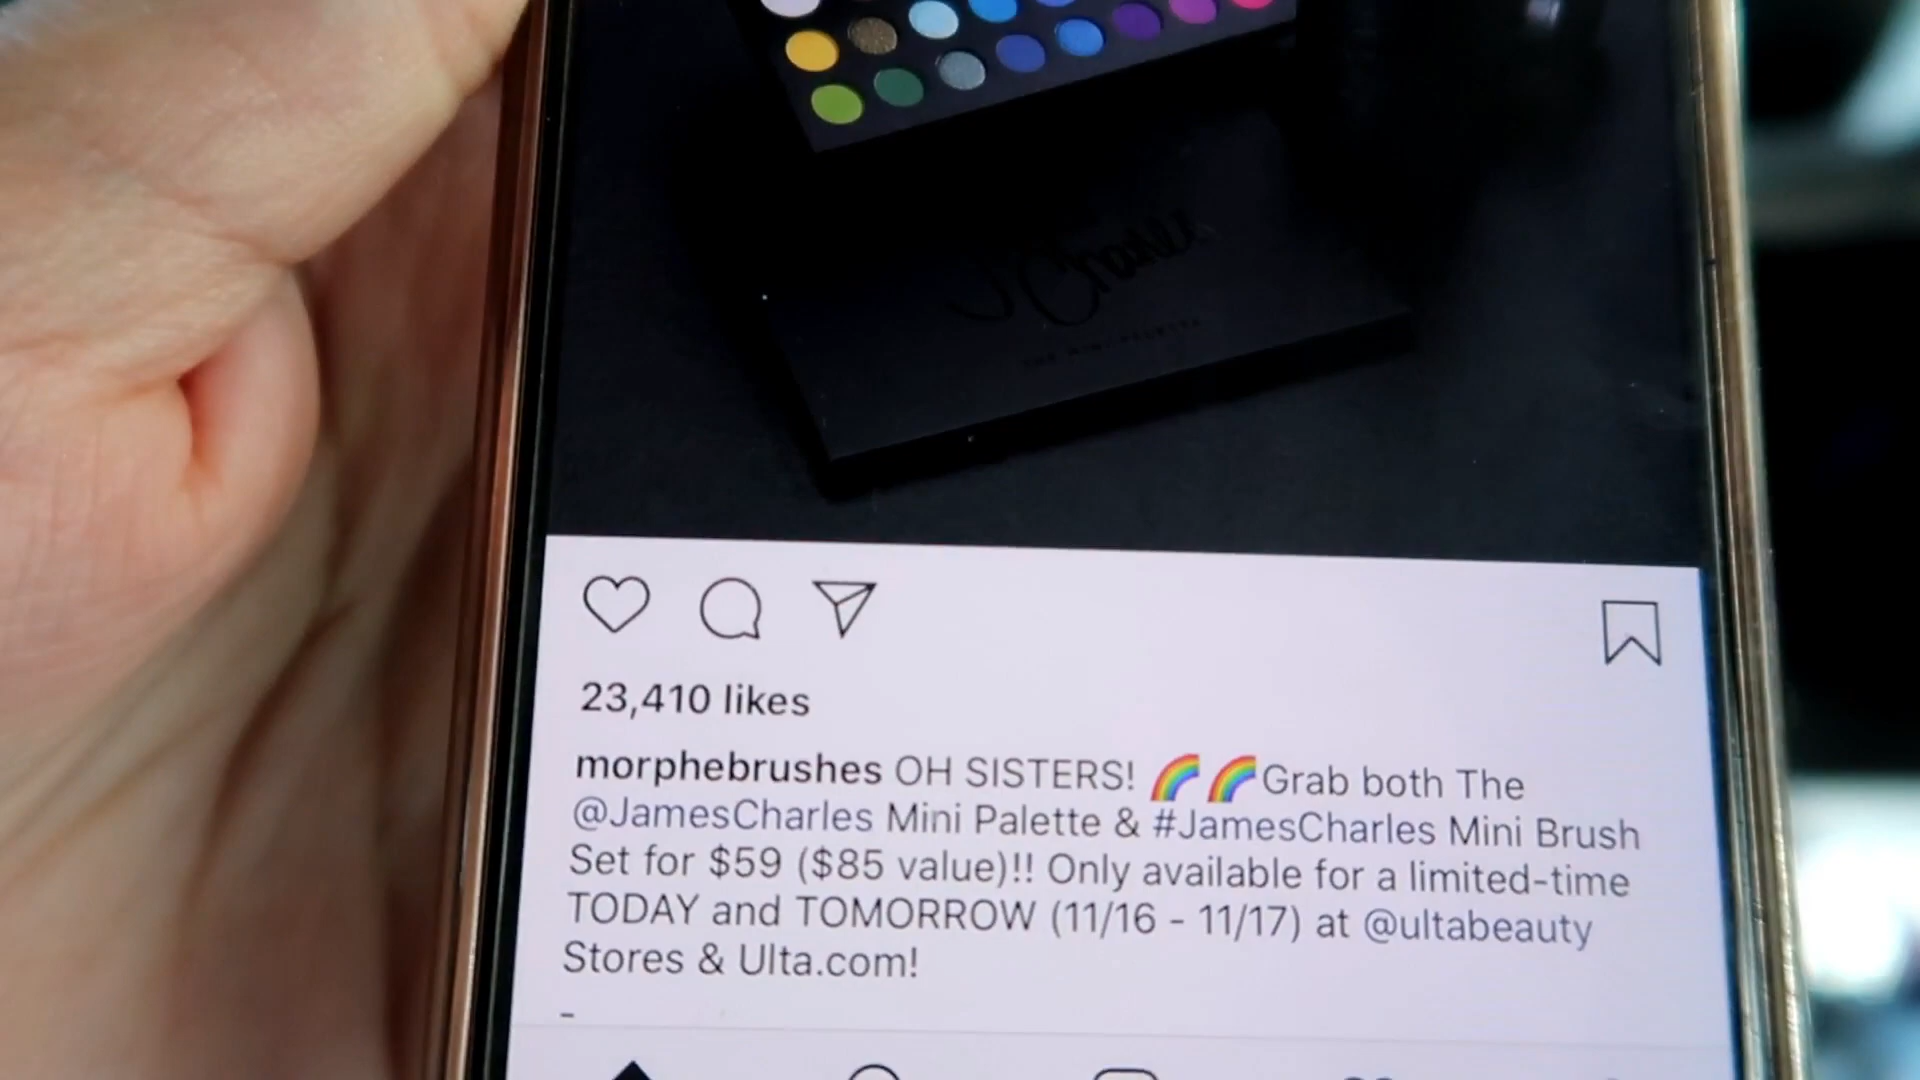 J Charles
23,410 likes
morphebrushes OH SISTERS! 🌈🌈Grab both The
@JamesCharles Mini Palette & #JamesCharles Mini Brush
Set for $59 ($85 value)!! Only available for a limited-time
TODAY and TOMORROW (11/16 - 11/17) at @ultabeauty
Stores & Ulta.com!
-